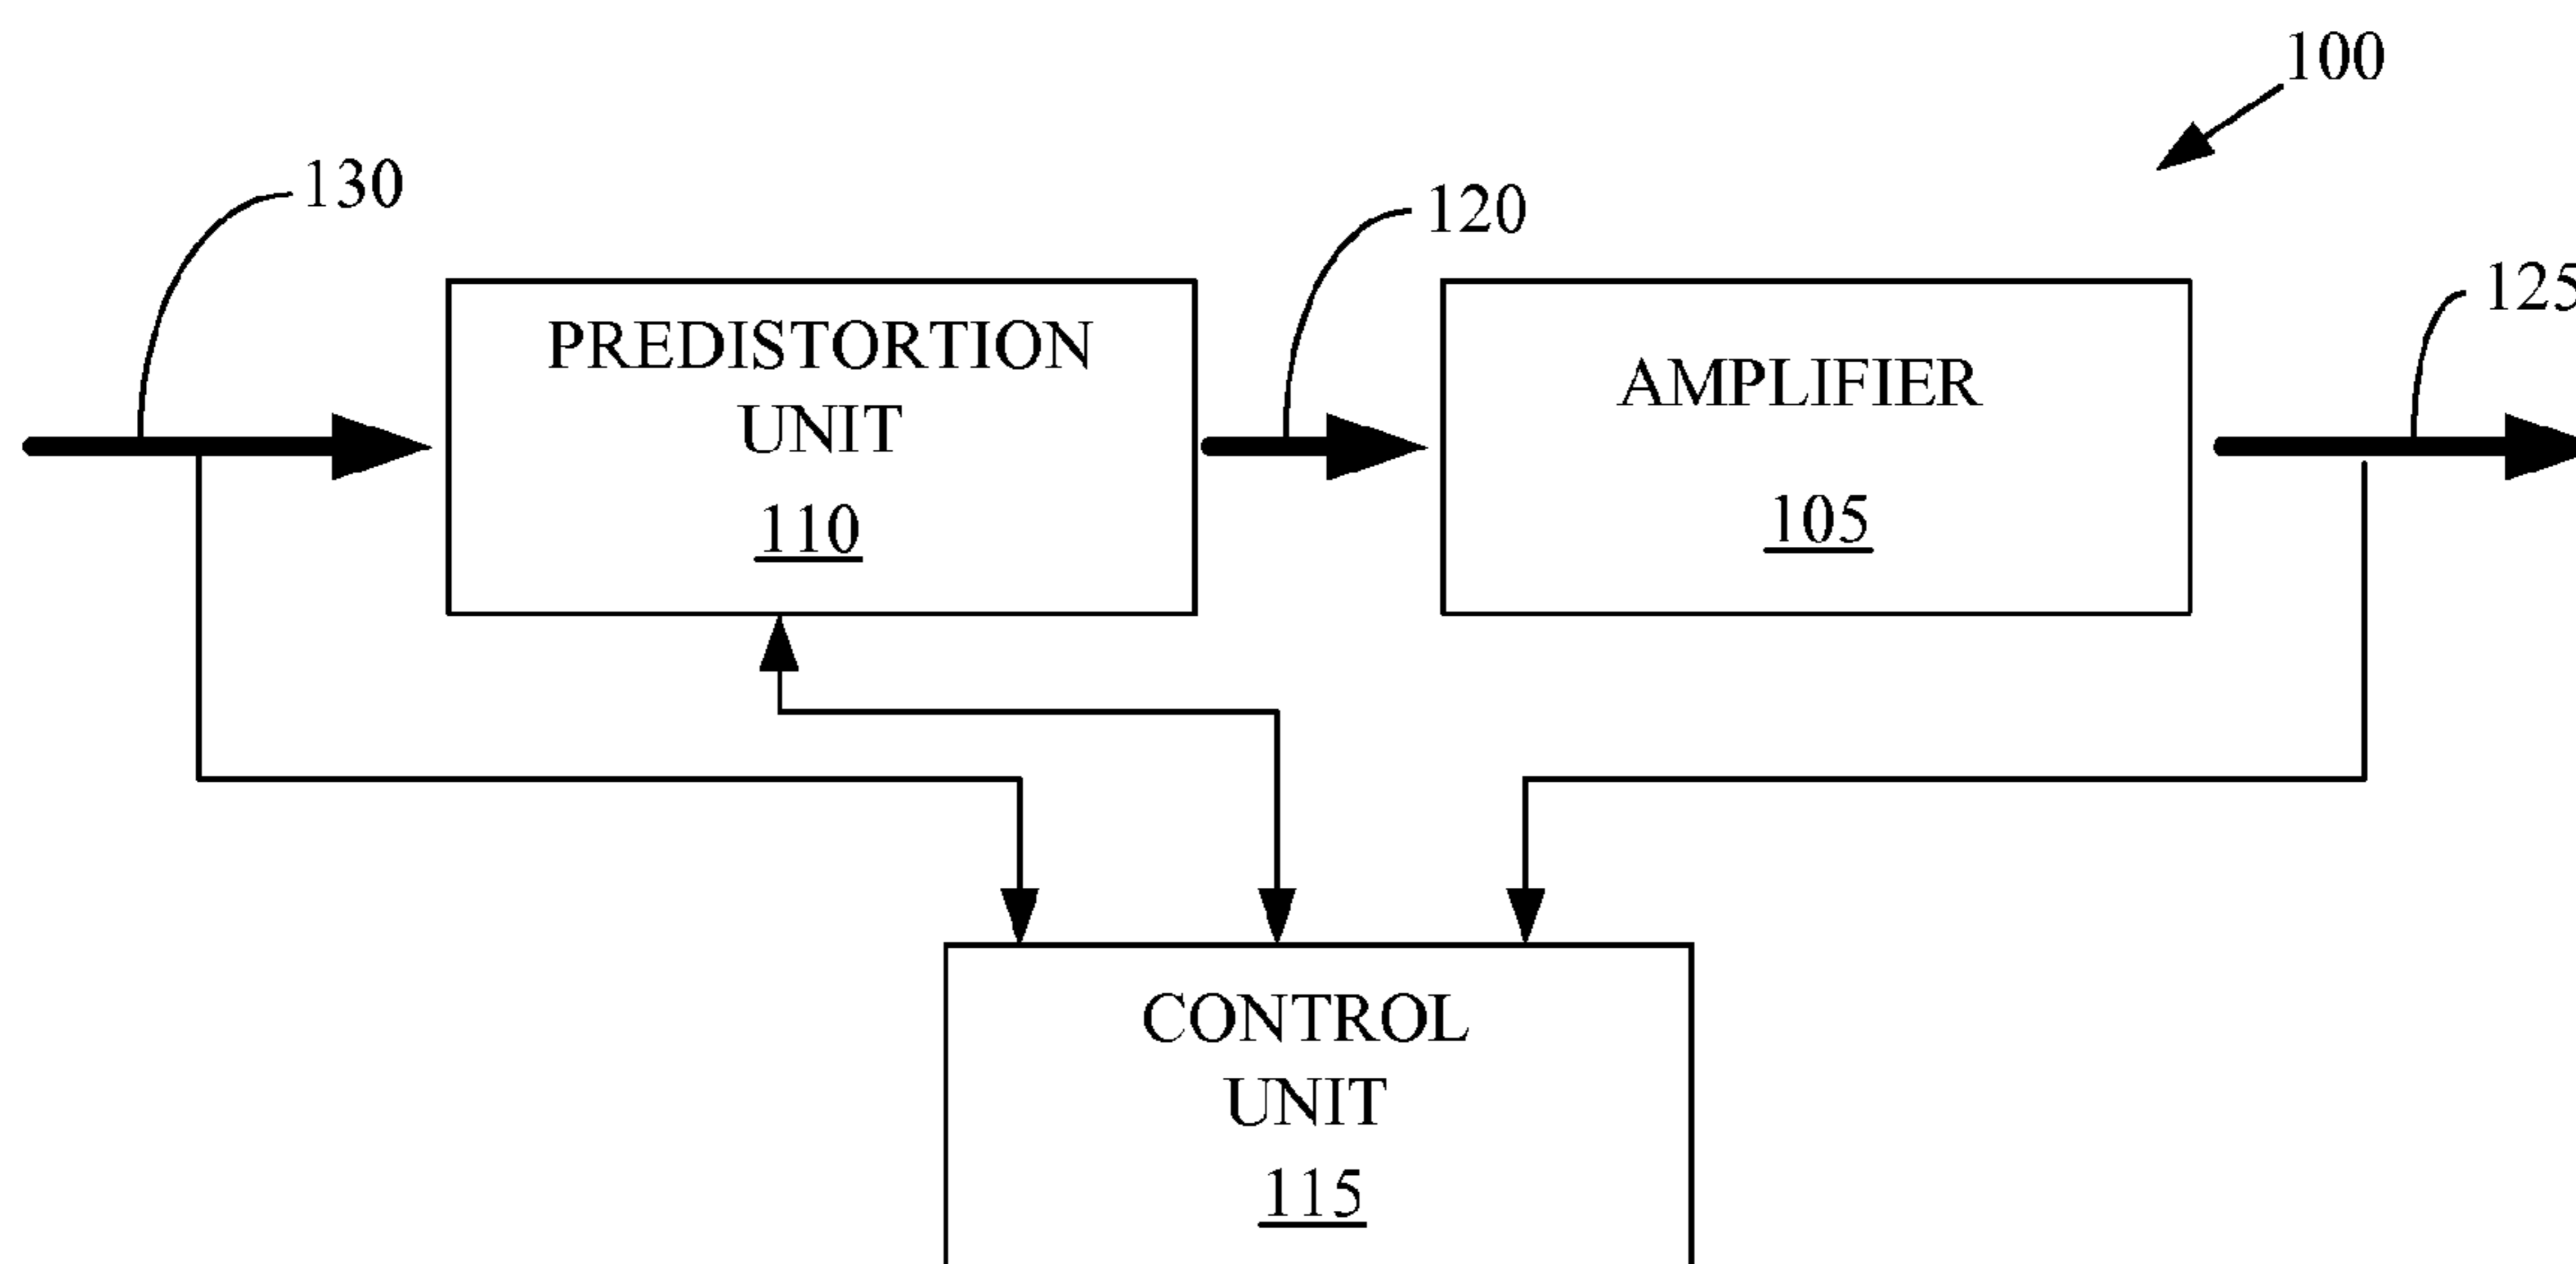 100
130
120
125
PREDISTORTION
UNIT
110
AMPLIFIER
105
CONTROL
UNIT
115